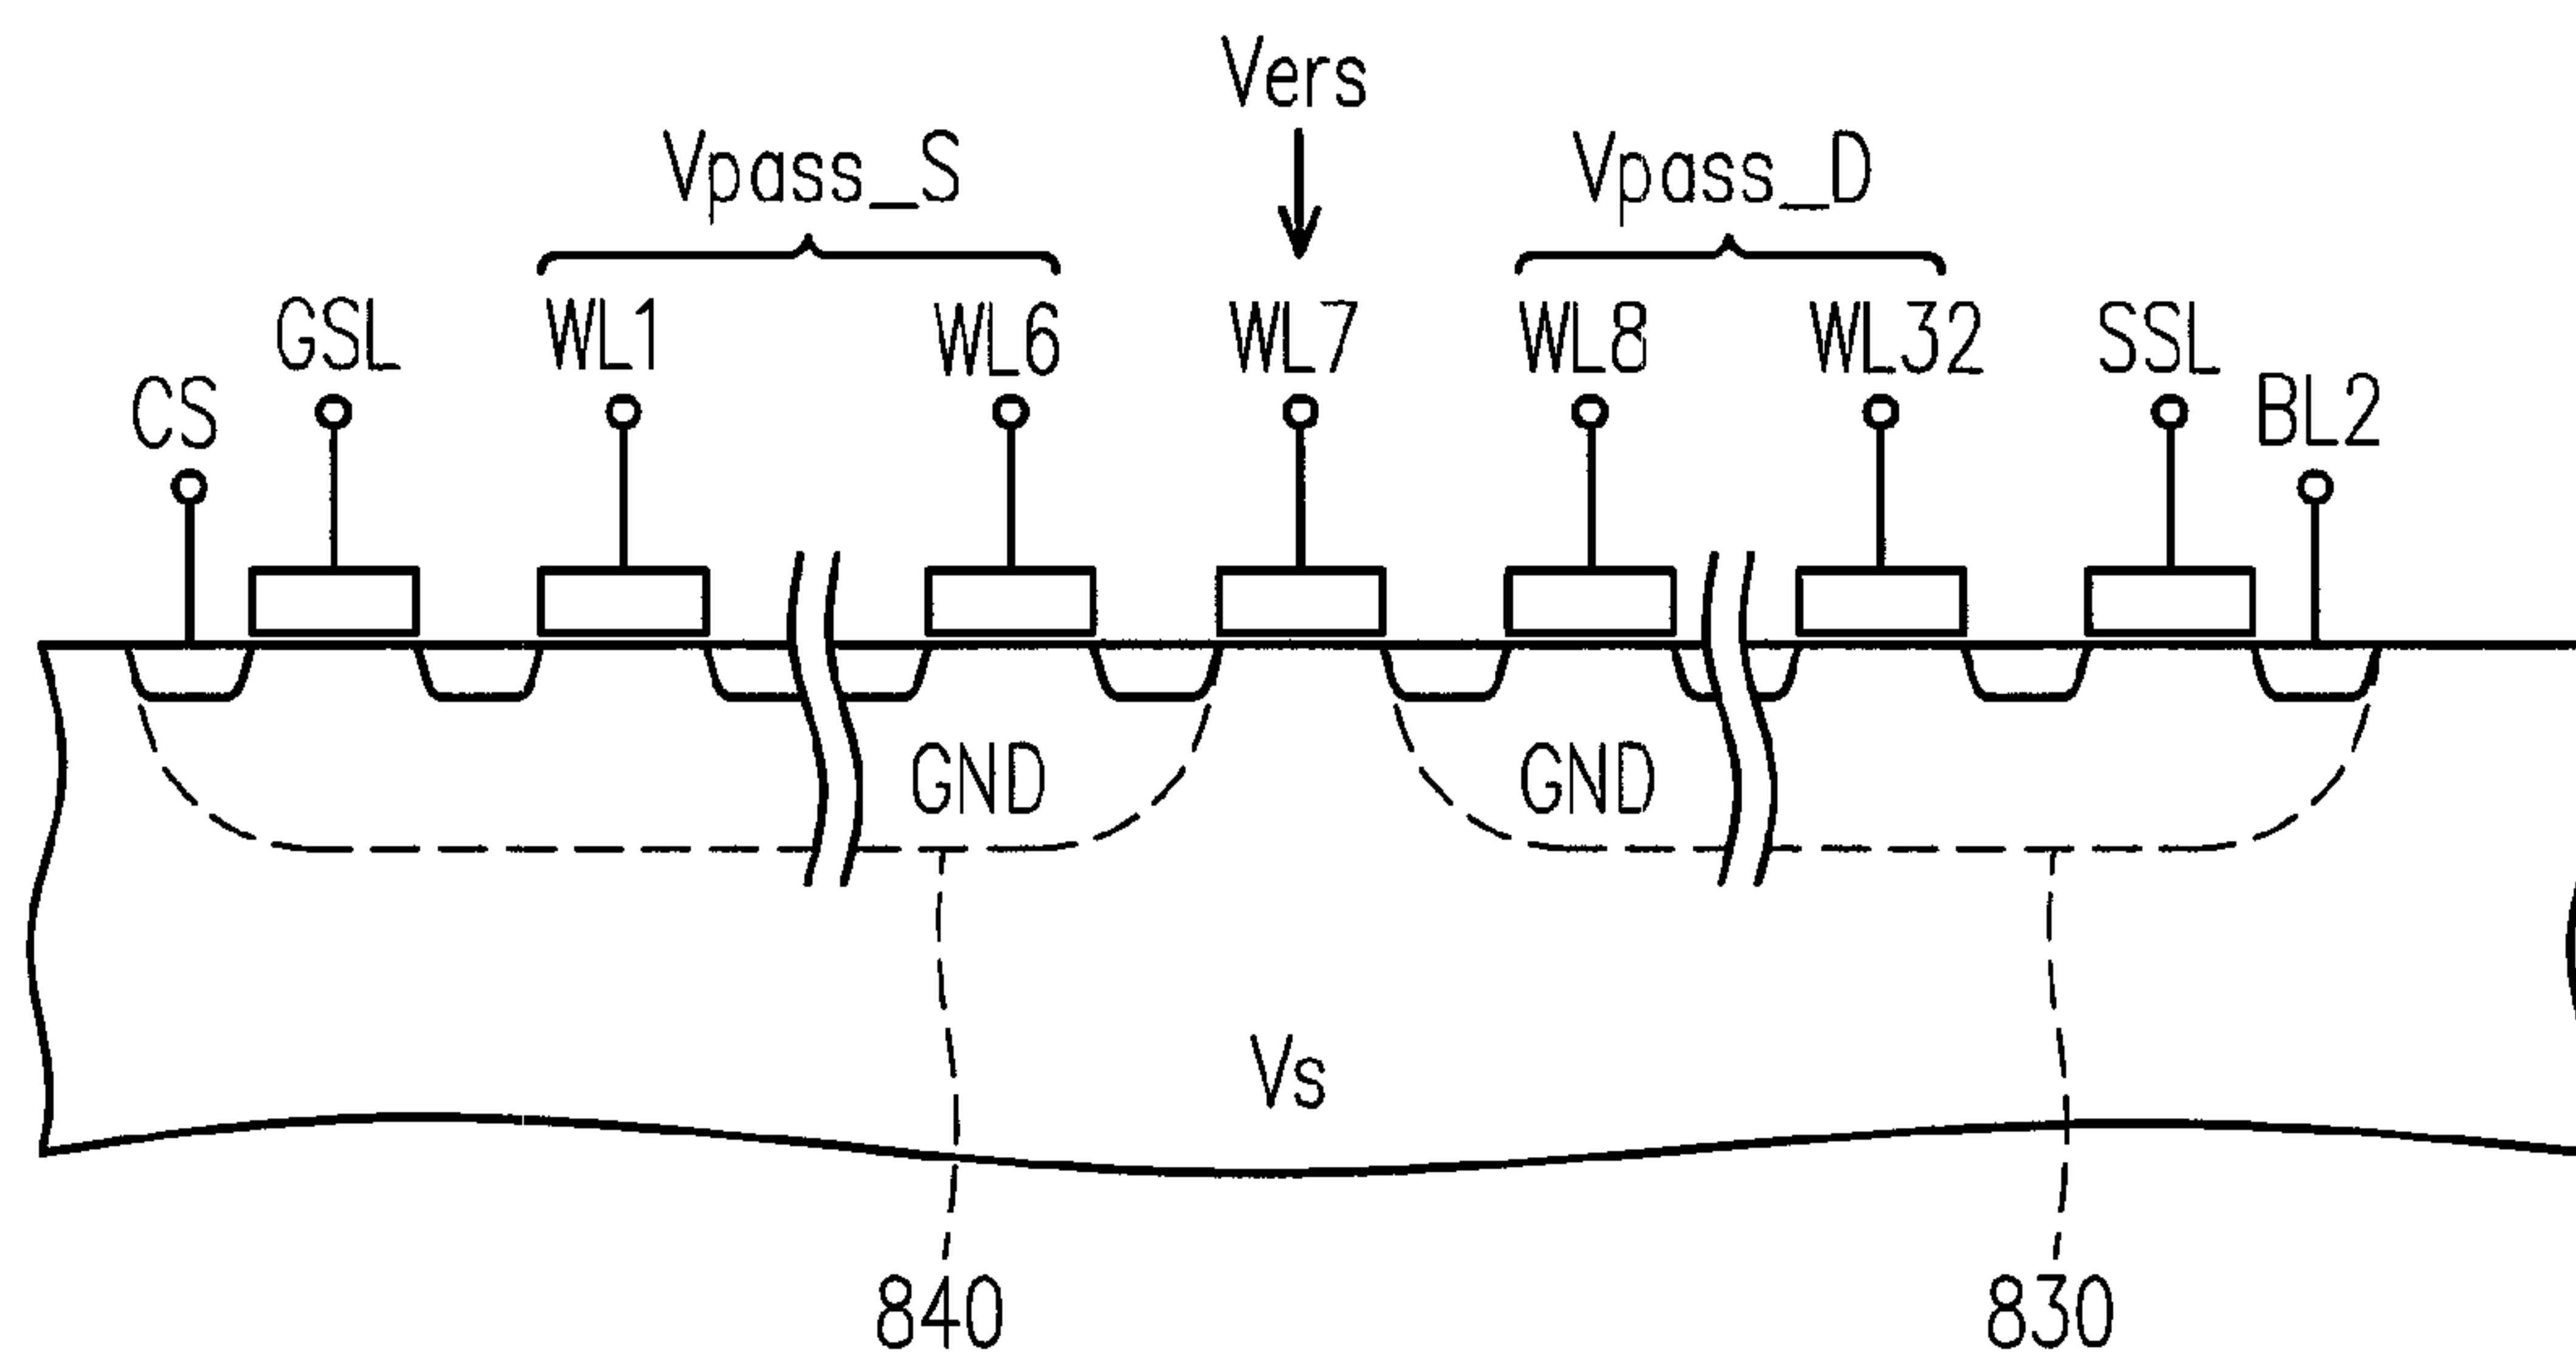 Vers
Vpass_S Vpass_D
GSL WL1 WL6 WL7 WL8 WL32 SSL
CS BL2
GND GND
Vs
840 830